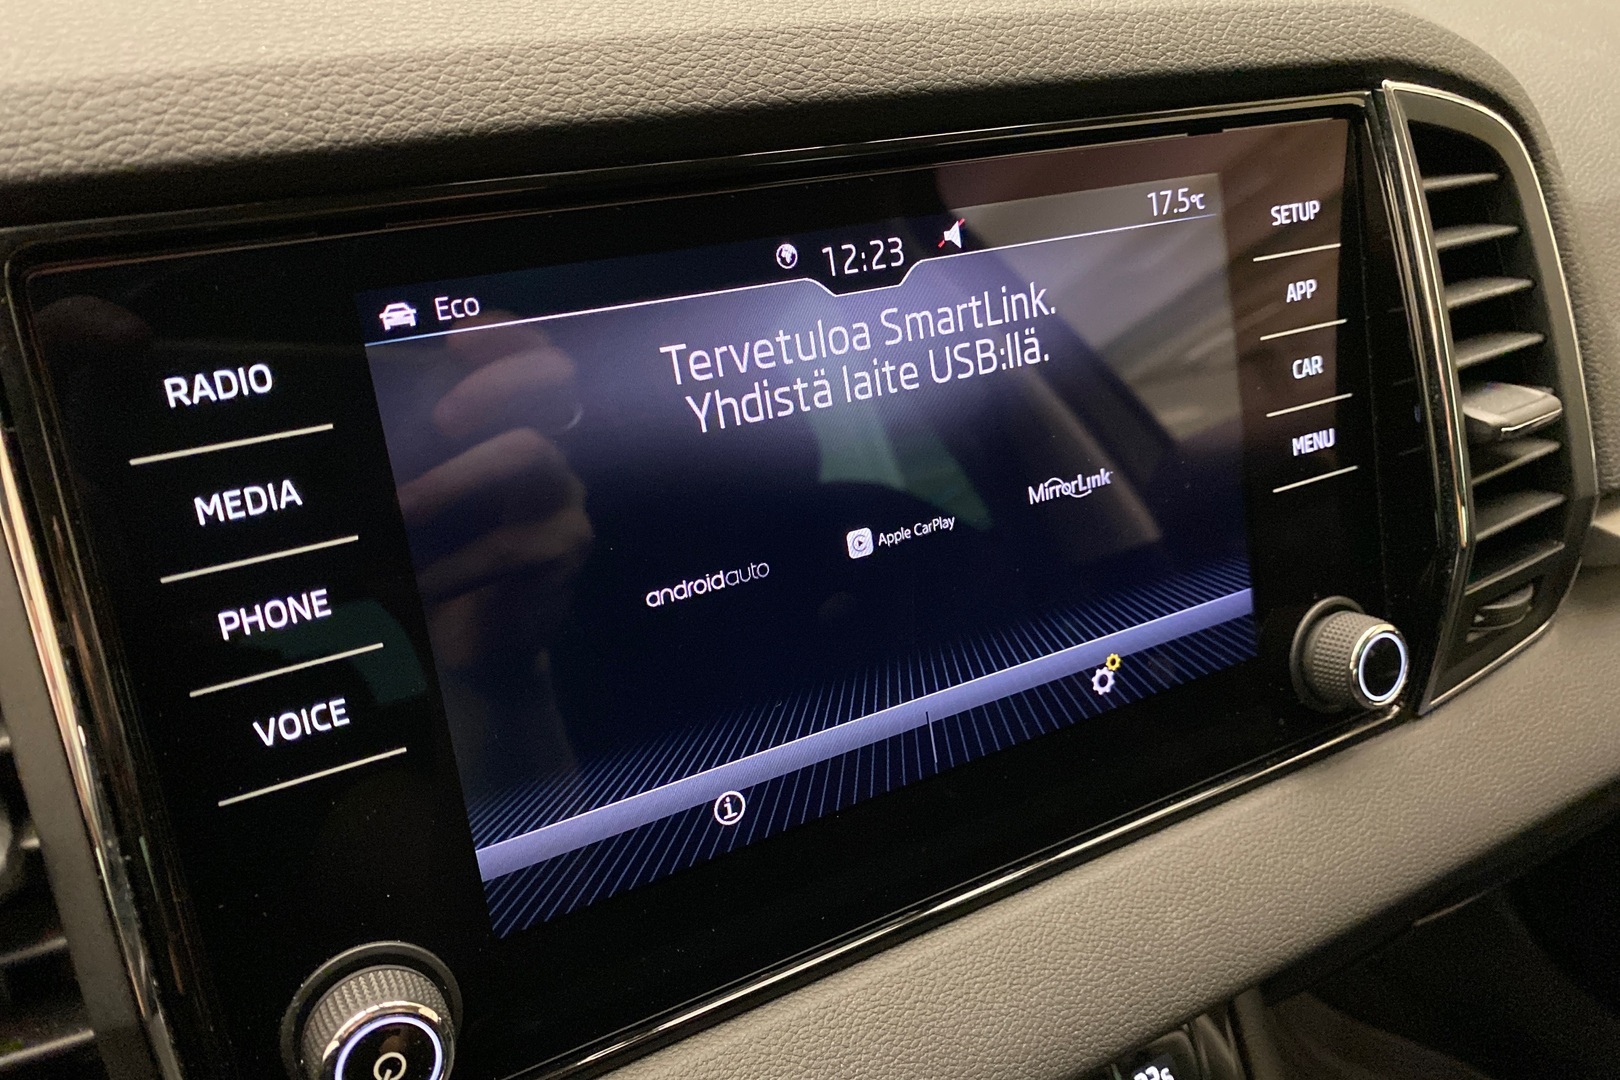 Eco
12:23
17.5°C
Tervetuloa SmartLink.
Yhdistä laite USB:llä.
androidauto
Apple CarPlay
MirrorLink
RADIO
MEDIA
PHONE
VOICE
SETUP
APP
CAR
MENU